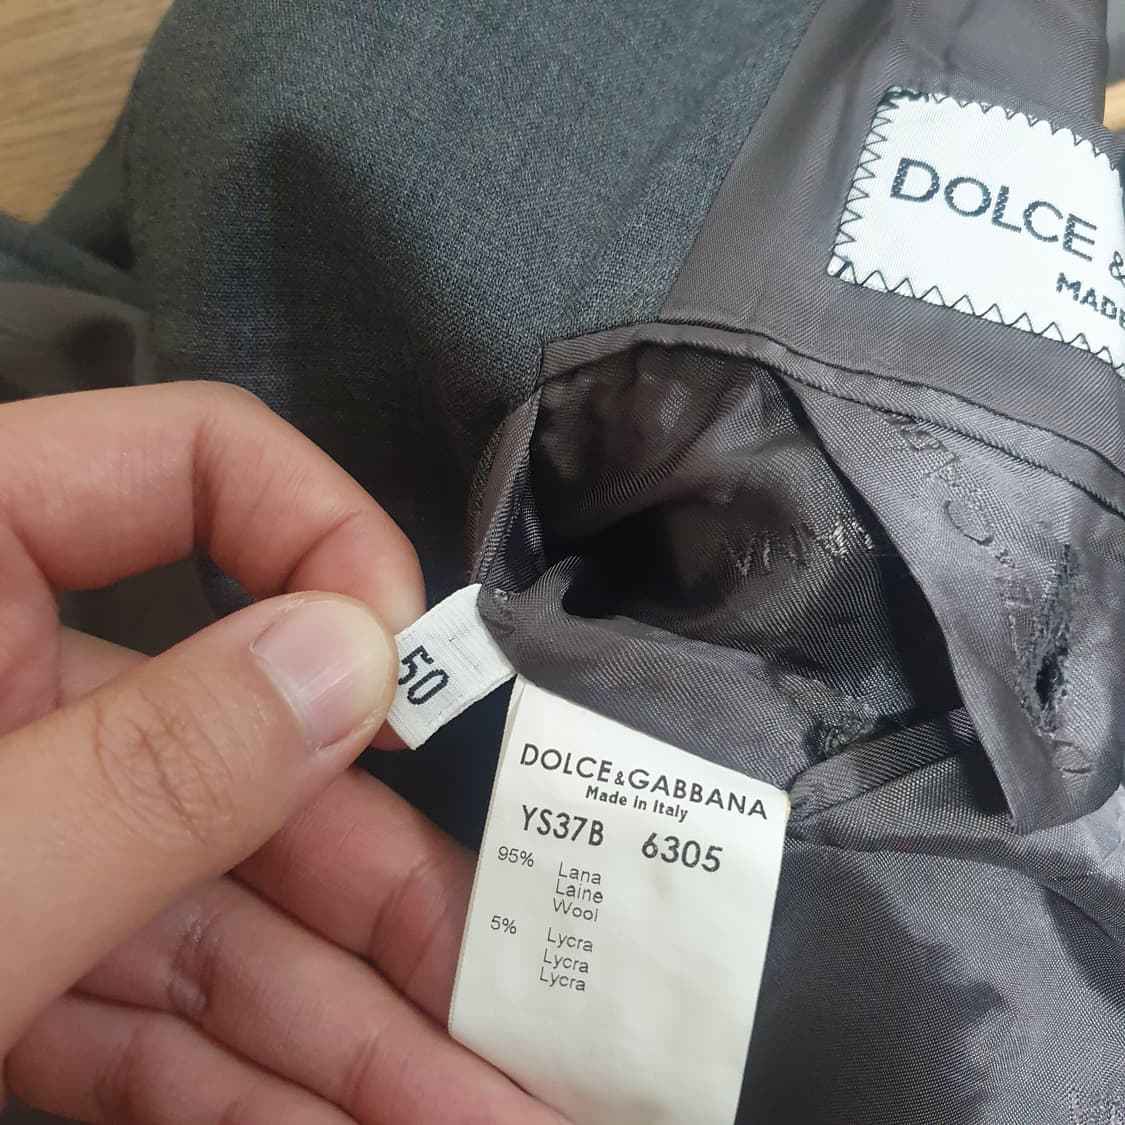 DOLCE &
MADE
50
DOLCE&GABBANA
Made in Italy
YS37B 6305
95% Lana
Laine
Wool
5% Lycra
Lycra
Lycra